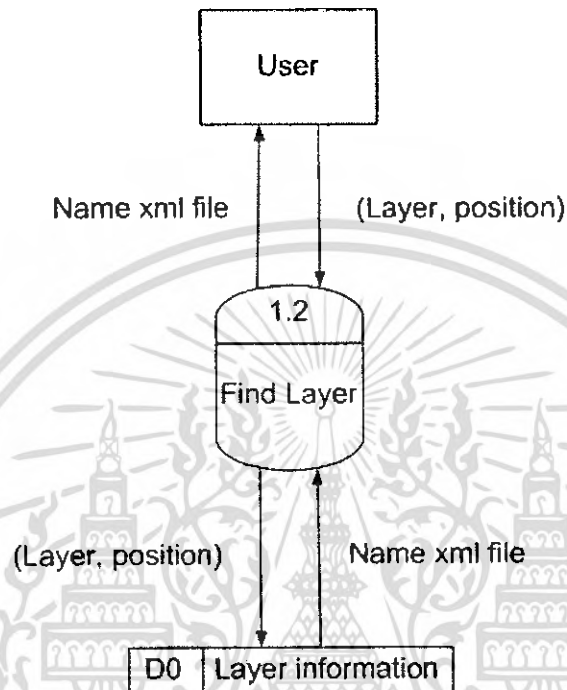 User
Name xml file
(Layer, position)
1.2
Find Layer
(Layer, position)
Name xml file
D0 Layer information